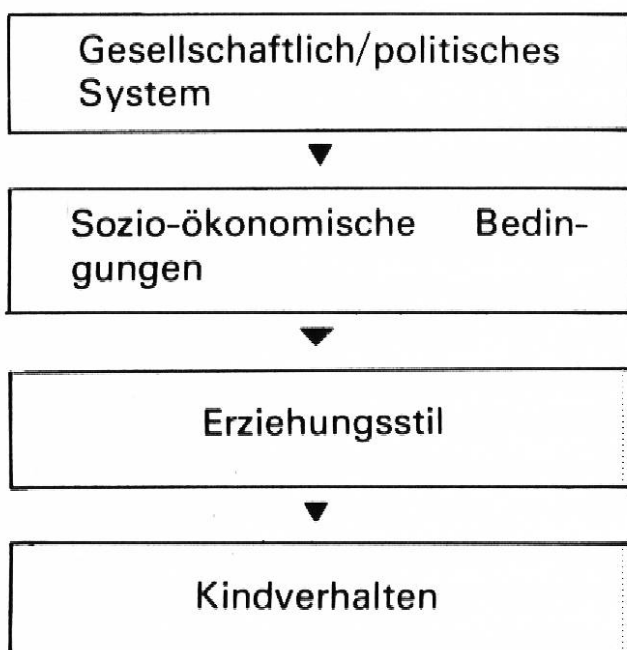 Gesellschaftlich/politisches
System
Sozio-ökonomische Bedin-
gungen
Erziehungsstil
Kindverhalten